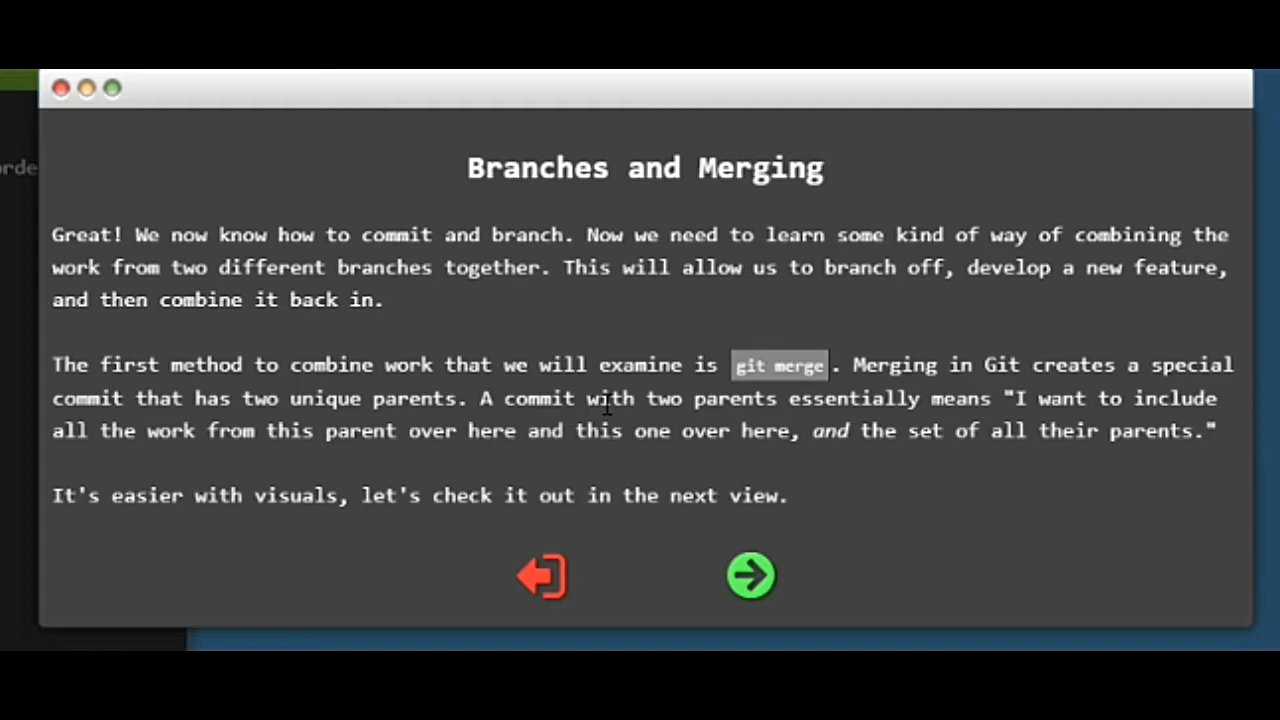 Branches and Merging
Great! We now know how to commit and branch. Now we need to learn some kind of way of combining the
work from two different branches together. This will allow us to branch off, develop a new feature,
and then combine it back in.
The first method to combine work that we will examine is git merge. Merging in Git creates a special
commit that has two unique parents. A commit with two parents essentially means "I want to include
all the work from this parent over here and this one over here, and the set of all their parents."
It's easier with visuals, let's check it out in the next view.